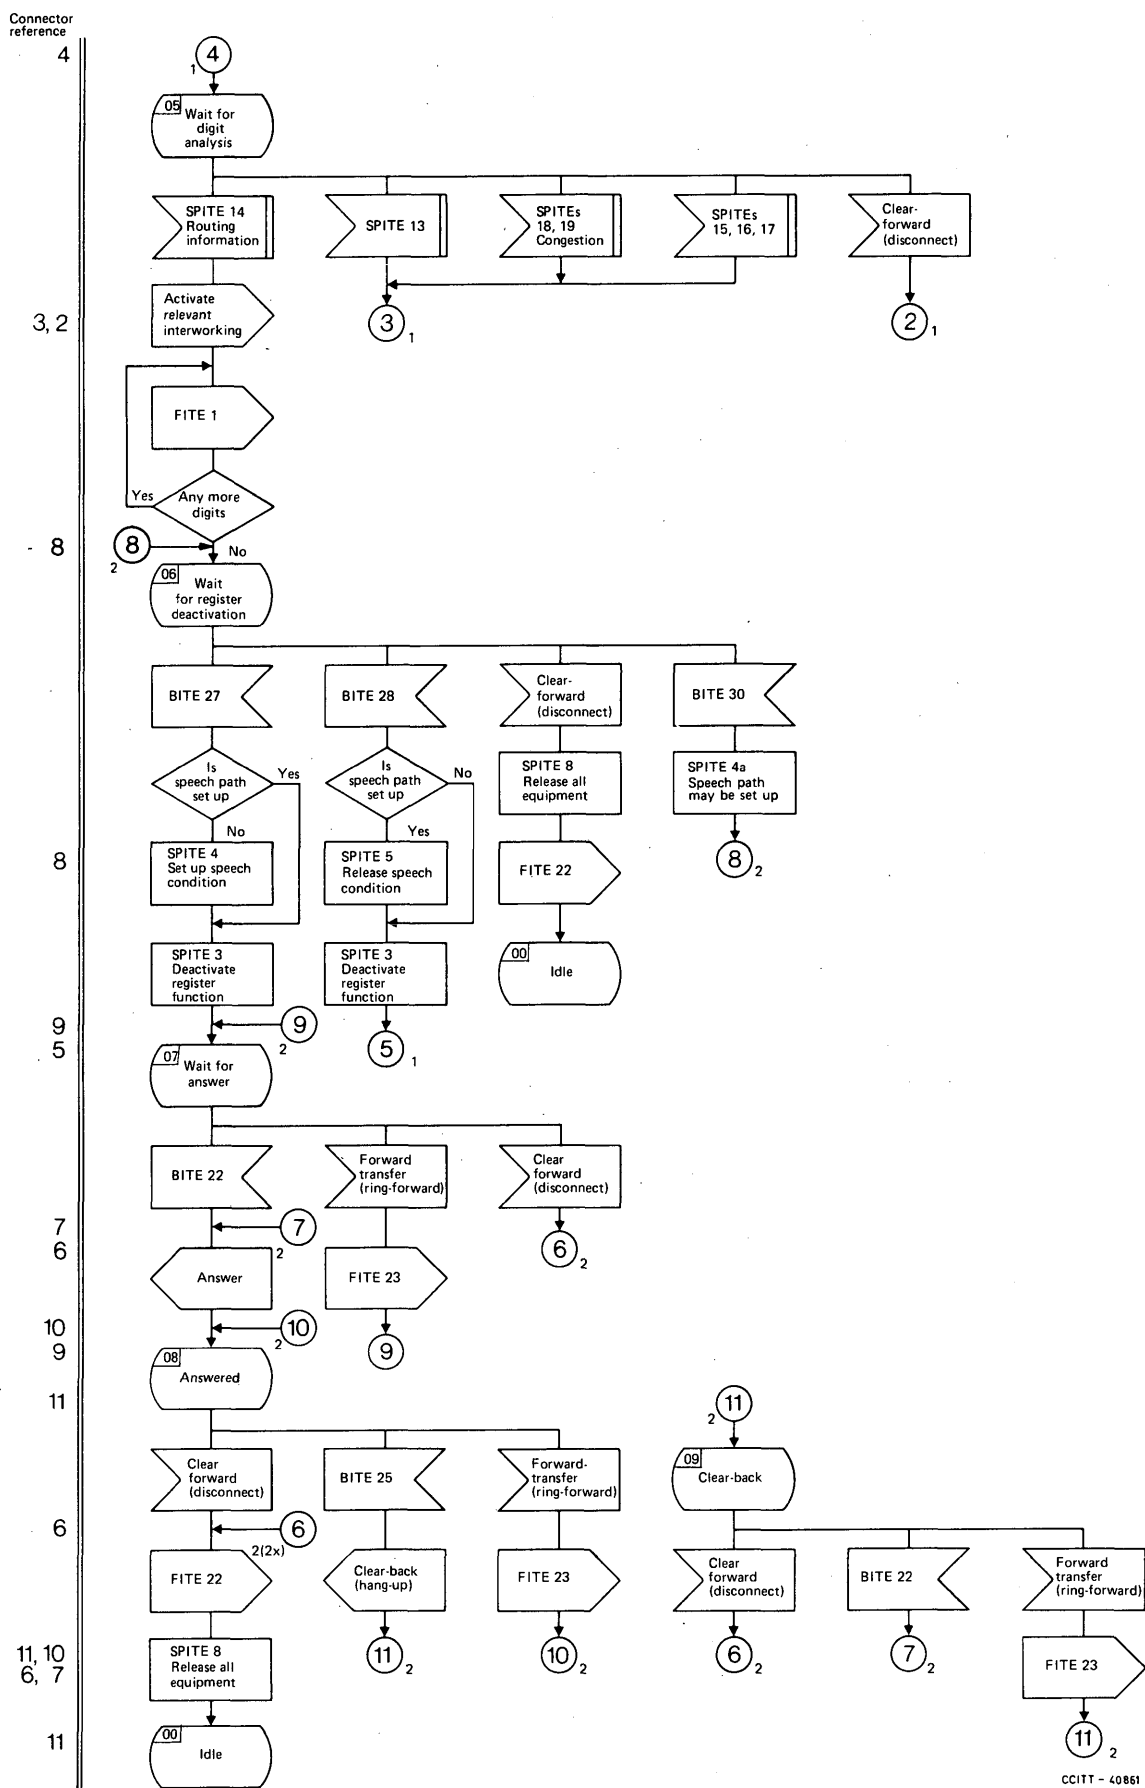 Connector
reference
4
4
1
05
Wait for
digit
analysis
SPITE 14
Routing
information
SPITE 13
SPITEs
18, 19
Congestion
SPITEs
15, 16, 17
Clear-
forward
(disconnect)
Activate
relevant
interworking
3, 2
3
1
2
1
FITE 1
Yes
Any more
digits
8
8
2
No
06
Wait
for register
deactivation
BITE 27
BITE 28
Clear-
forward
(disconnect)
BITE 30
Is
speech path
set up
Yes
Is
speech path
set up
No
SPITE 8
Release all
equipment
SPITE 4a
Speech path
may be set up
No
Yes
8
SPITE 4
Set up speech
condition
SPITE 5
Release speech
condition
FITE 22
8
2
SPITE 3
Deactivate
register
function
SPITE 3
Deactivate
register
function
00
Idle
9
9
2
5
5
1
07
Wait for
answer
BITE 22
Forward
transfer
(ring-forward)
Clear
forward
(disconnect)
7
7
2
6
6
2
Answer
FITE 23
10
10
2
9
9
08
Answered
11
11
2
Clear
forward
(disconnect)
BITE 25
Forward-
transfer
(ring-forward)
09
Clear-back
6
6
2(2x)
FITE 22
Clear-back
(hang-up)
FITE 23
Clear
forward
(disconnect)
BITE 22
Forward
transfer
(ring-forward)
11, 10
6, 7
SPITE 8
Release all
equipment
11
2
10
2
6
2
7
2
FITE 23
11
00
Idle
11
2
CCITT - 40861